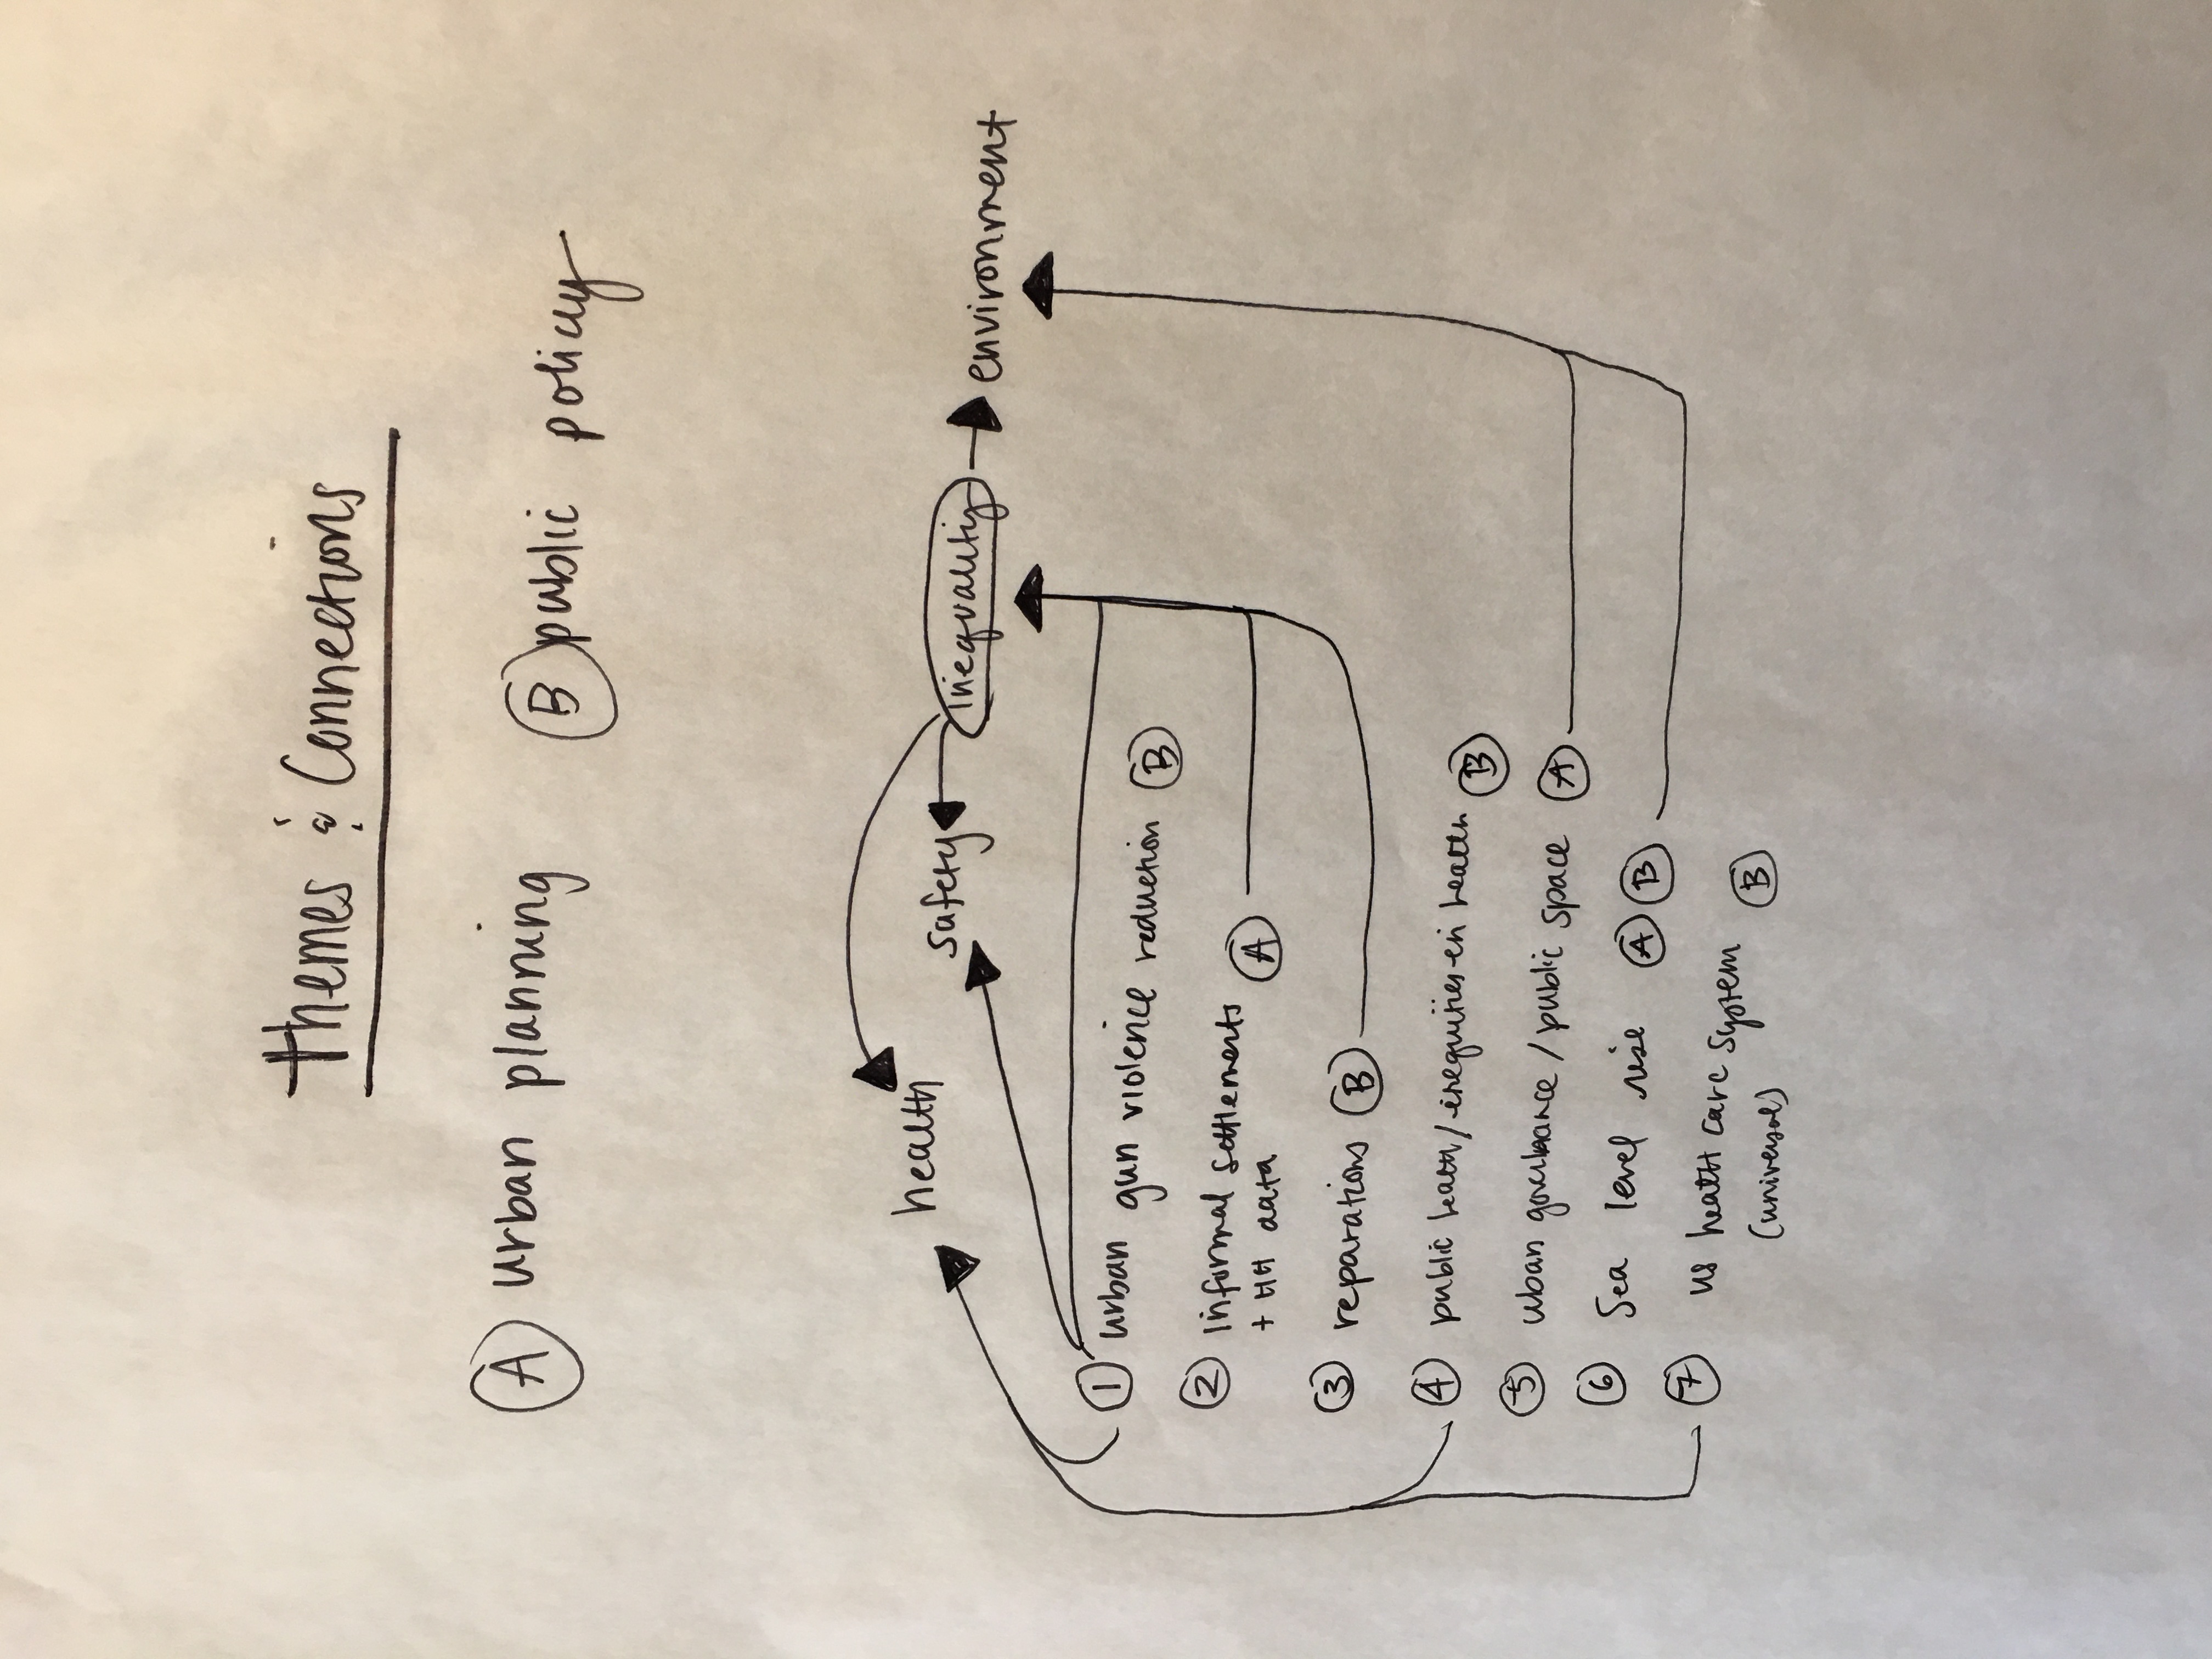 Themes & Connections
A urban planning B public policy
health safety inequality environment
1 urban gun violence reduction B
2 informal settlements A
+ HH data
3 reparations B
4 public health / inequities in health B
5 uban governance / public space A
6 Sea level rise A B
7 us health care system B
(universal)